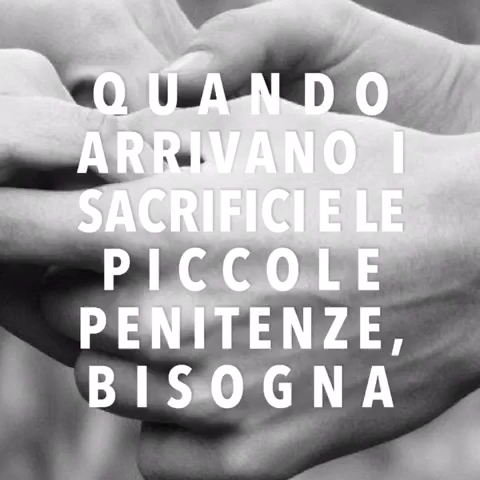 QUANDO
ARRIVANO I
SACRIFICI E LE
PICCOLE
PENITENZE,
BISOGNA